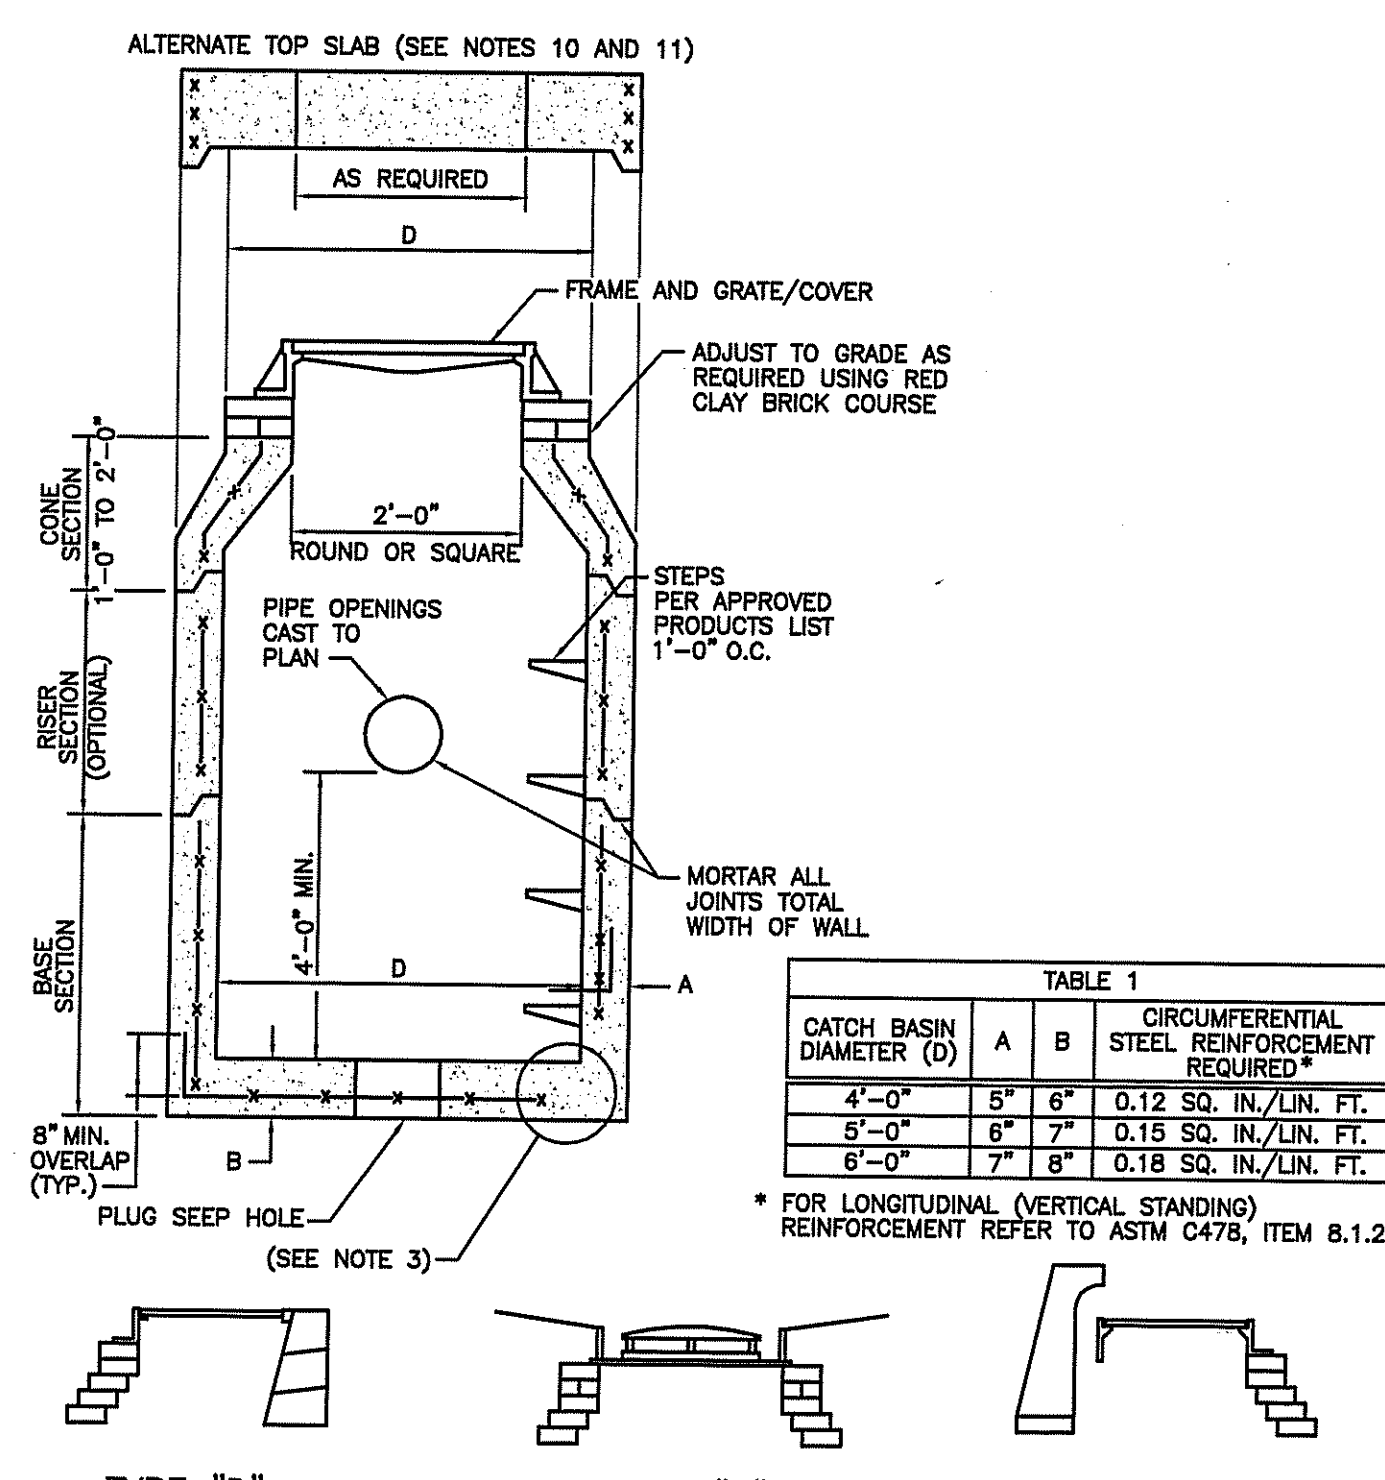 ALTERNATE TOP SLAB (SEE NOTES 10 AND 11)
AS REQUIRED
D
FRAME AND GRATE/COVER
ADJUST TO GRADE AS
REQUIRED USING RED
CLAY BRICK COURSE
CONE
SECTION
1'-0" TO 2'-0"
2'-0"
ROUND OR SQUARE
STEPS
PER APPROVED
PRODUCTS LIST
1'-0" O.C.
PIPE OPENINGS
CAST TO
PLAN
RISER
SECTION
(OPTIONAL)
4'-0" MIN.
MORTAR ALL
JOINTS TOTAL
WIDTH OF WALL
BASE
SECTION
D
A
8" MIN.
OVERLAP
(TYP.)
B
PLUG SEEP HOLE
(SEE NOTE 3)
TABLE 1
CATCH BASIN
DIAMETER (D)
A
B
CIRCUMFERENTIAL
STEEL REINFORCEMENT
REQUIRED*
4'-0" 5" 6" 0.12 SQ. IN./LIN. FT.
5'-0" 6" 7" 0.15 SQ. IN./LIN. FT.
6'-0" 7" 8" 0.18 SQ. IN./LIN. FT.
* FOR LONGITUDINAL (VERTICAL STANDING)
REINFORCEMENT REFER TO ASTM C478, ITEM 8.1.2